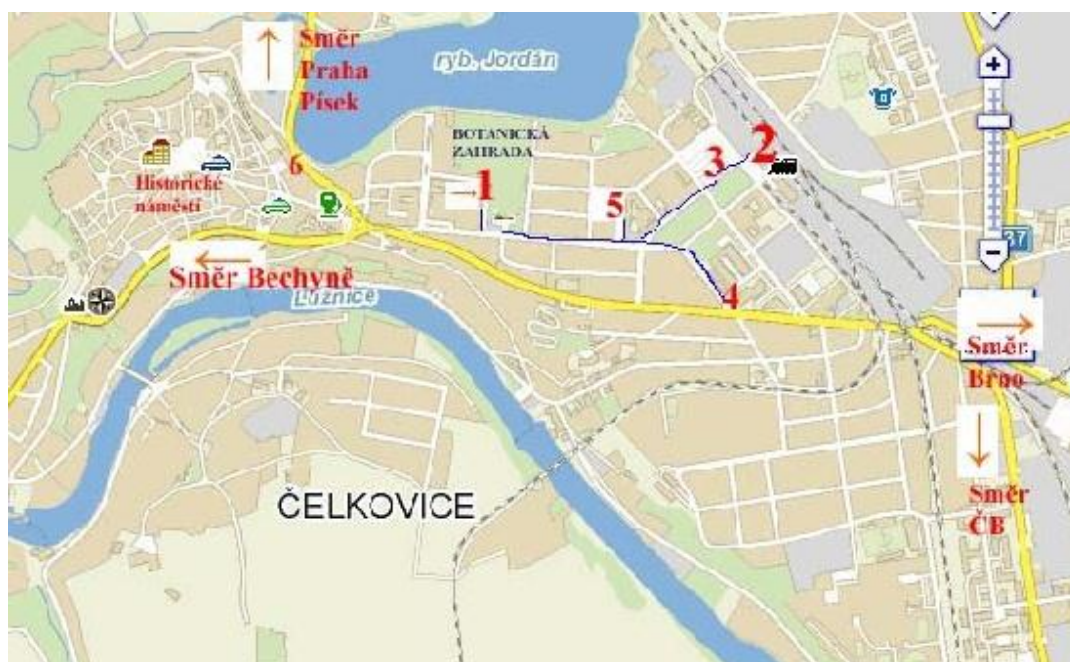 Směr
Praha
Písek
ryb. Jordán
BOTANICKÁ
ZAHRADA
1
2
3
4
5
6
Historické
náměstí
Směr Bechyně
Lužnice
37
Směr
Brno
Směr
ČB
ČELKOVICE